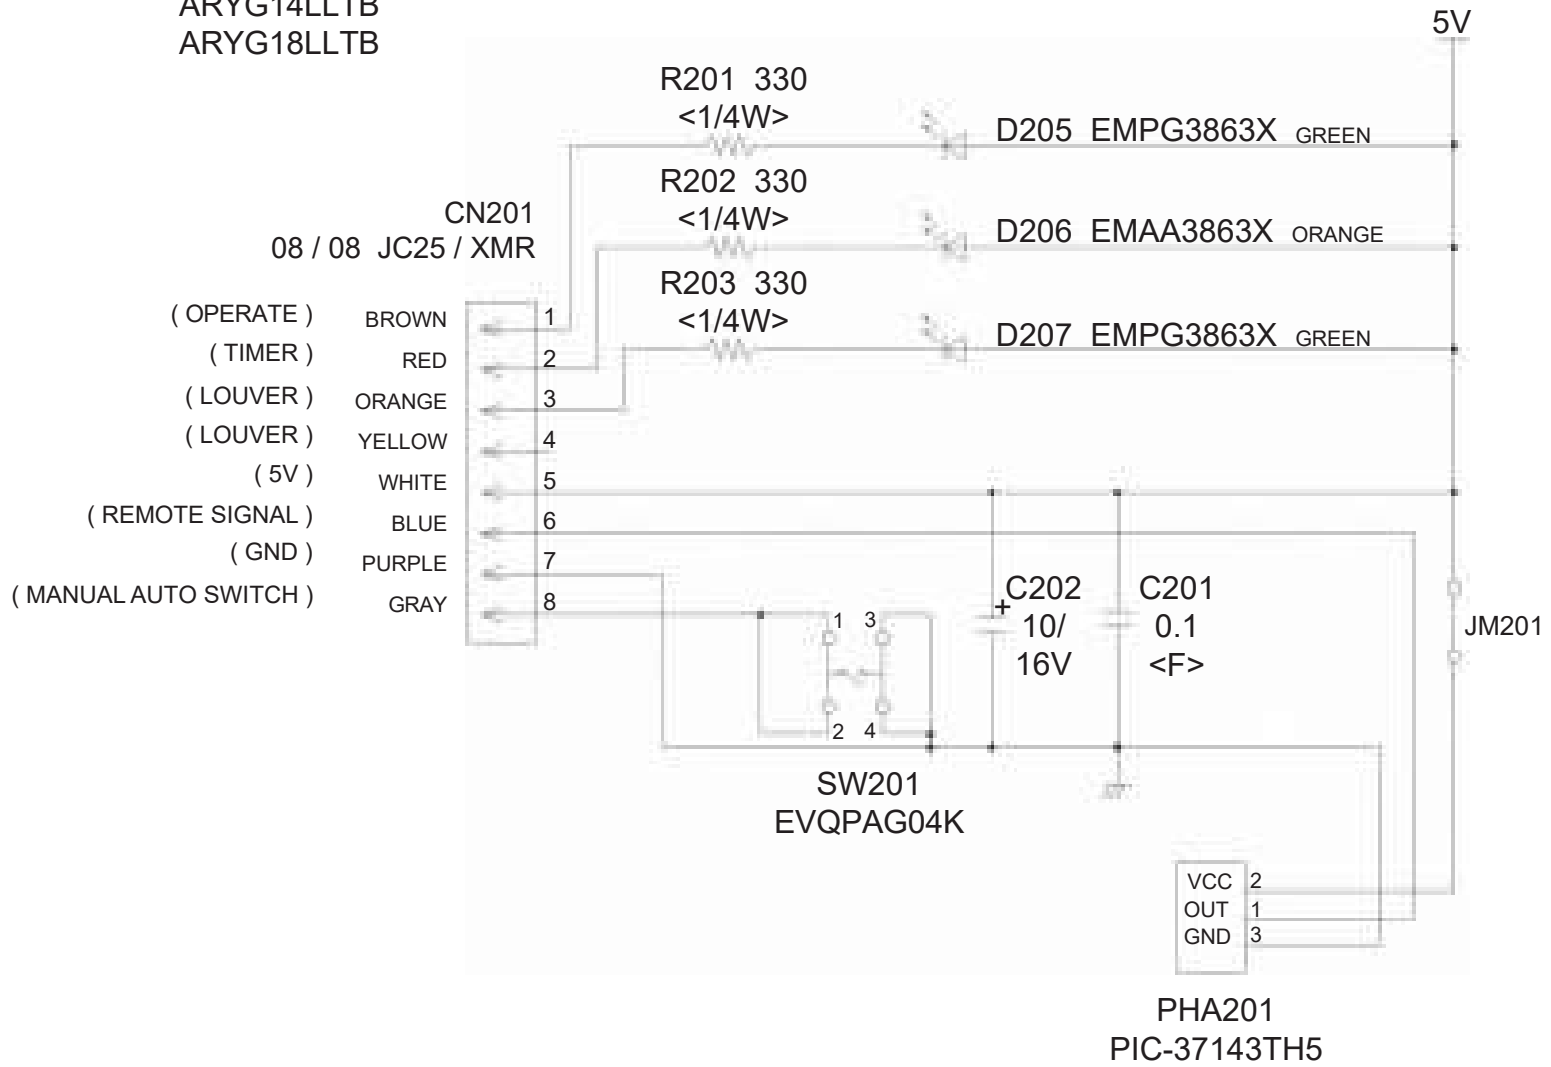 ARYG14LLTB
ARYG18LLTB
5V
R201 330
<1/4W>
D205 EMPG3863X GREEN
R202 330
<1/4W>
D206 EMAA3863X ORANGE
CN201
08 / 08 JC25 / XMR
R203 330
<1/4W>
D207 EMPG3863X GREEN
( OPERATE ) BROWN 1
( TIMER ) RED 2
( LOUVER ) ORANGE 3
( LOUVER ) YELLOW 4
( 5V ) WHITE 5
( REMOTE SIGNAL ) BLUE 6
( GND ) PURPLE 7
( MANUAL AUTO SWITCH ) GRAY 8
1 3
2 4
SW201
EVQPAG04K
+
C202
10/
16V
C201
0.1
<F>
JM201
VCC 2
OUT 1
GND 3
PHA201
PIC-37143TH5